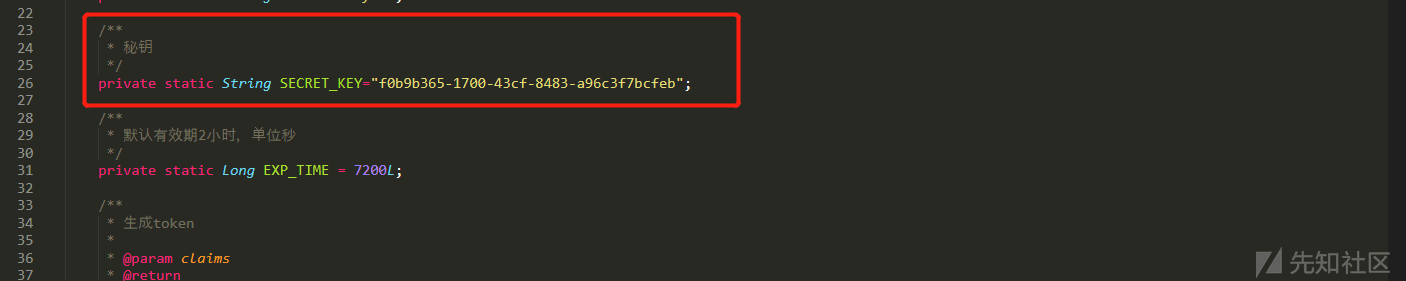 22
23 /**
24 * 秘钥
25 */
26 private static String SECRET_KEY="f0b9b365-1700-43cf-8483-a96c3f7bcfeb";
27
28 /**
29 * 默认有效期2小时，单位秒
30 */
31 private static Long EXP_TIME = 7200L;
32
33 /**
34 * 生成token
35 *
36 * @param claims
37 * @return
先知社区